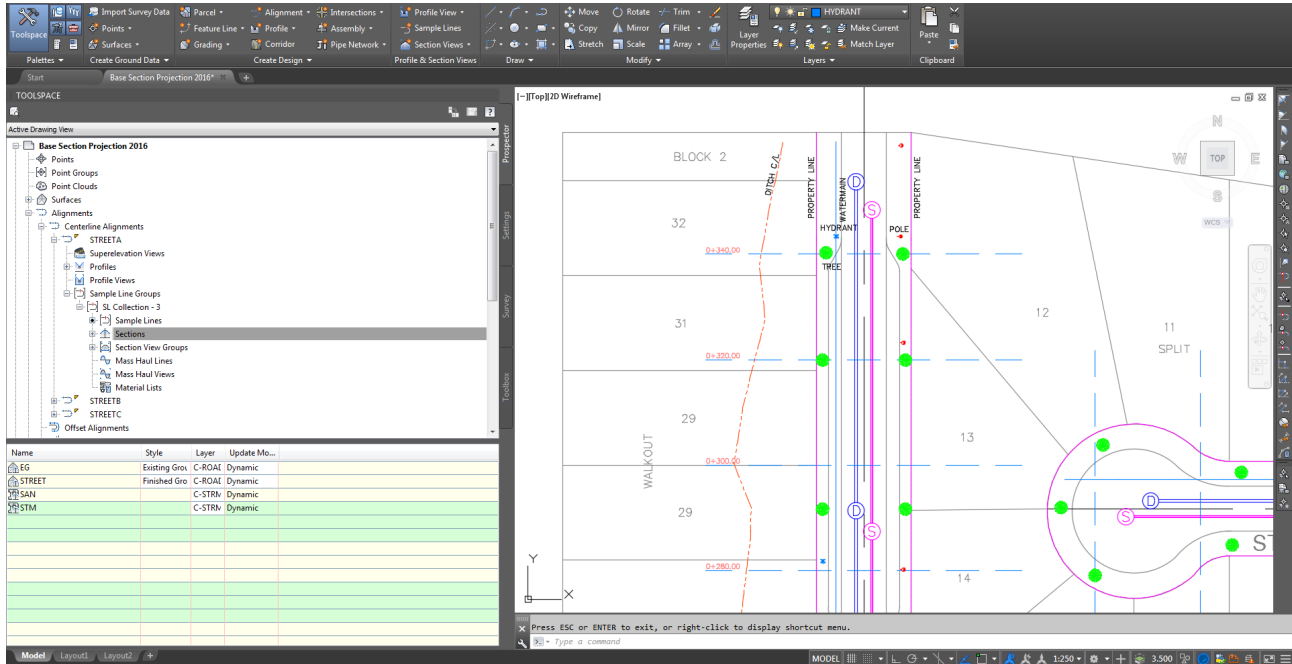 Import Survey Data
Parcel
Alignment
Intersections
Profile View
Move
Rotate
Trim
HYDRANT
Toolspace
Points
Feature Line
Profile
Assembly
Sample Lines
Copy
Mirror
Fillet
Layer Properties
Make Current
Paste
Surfaces
Grading
Corridor
Pipe Network
Section Views
Stretch
Scale
Array
Match Layer
Palettes
Create Ground Data
Create Design
Profile & Section Views
Draw
Modify
Layers
Clipboard
Start
Base Section Projection 2016*
TOOLSPACE
Active Drawing View
Base Section Projection 2016
Points
Point Groups
Point Clouds
Surfaces
Alignments
Centerline Alignments
STREETA
Superelevation Views
Profiles
Profile Views
Sample Line Groups
SL Collection - 3
Sample Lines
Sections
Section View Groups
Mass Haul Lines
Mass Haul Views
Material Lists
STREETB
STREETC
Offset Alignments
Prospector
Settings
Survey
Toolbox
Name Style Layer Update Mo...
EG Existing Grou C-ROAD Dynamic
STREET Finished Gro C-ROAD Dynamic
SAN C-STRM Dynamic
STM C-STRM Dynamic
[−][Top][2D Wireframe]
BLOCK 2
DITCH C/L
PROPERTY LINE
WATERMAIN
PROPERTY LINE
D
S
32
HYDRANT
POLE
0+340.00
TREE
31
0+320.00
12
11
SPLIT
29
13
WALKOUT
0+300.00
29
D
S
D
S
ST
0+280.00
14
N
W
TOP
E
S
WCS
Y
X
Press ESC or ENTER to exit, or right-click to display shortcut menu.
Type a command
Model
Layout1
Layout2
+
MODEL
1:250
3.500